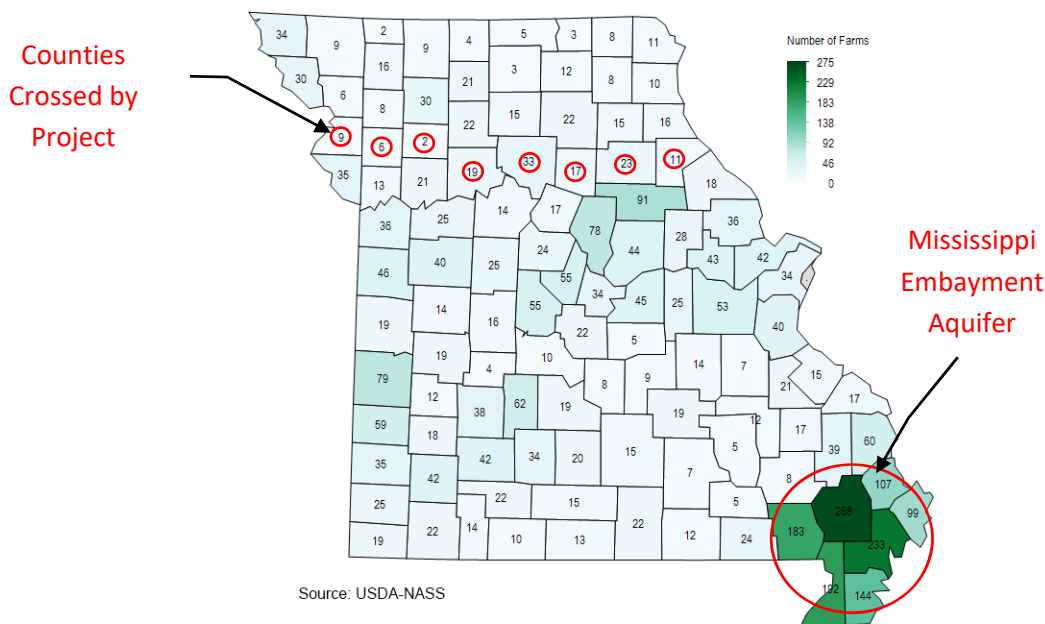 Counties
Crossed by
Project
Number of Farms
275
229
183
138
92
46
0
Mississippi
Embayment
Aquifer
34 9 2 9 4 5 3 8 11
30 6 16 8 30 21 3 12 8 10
22 15 22 15 16
9 6 2 19 33 17 23 11
35 13 21 91 18
36 25 14 17 78 44 28 36
46 40 25 24 55 43 42 34
55 34 45 25 53 40
19 14 16 22 5
79 19 4 10 8 9 14 7 21 15 17
59 12 38 62 19 19 12 17 39 60
18 42 34 20 15 7 5 8 107
35 42 22 15 5 268 99
25 22 14 10 13 22 12 24 183 233
19 192 144
Source: USDA-NASS